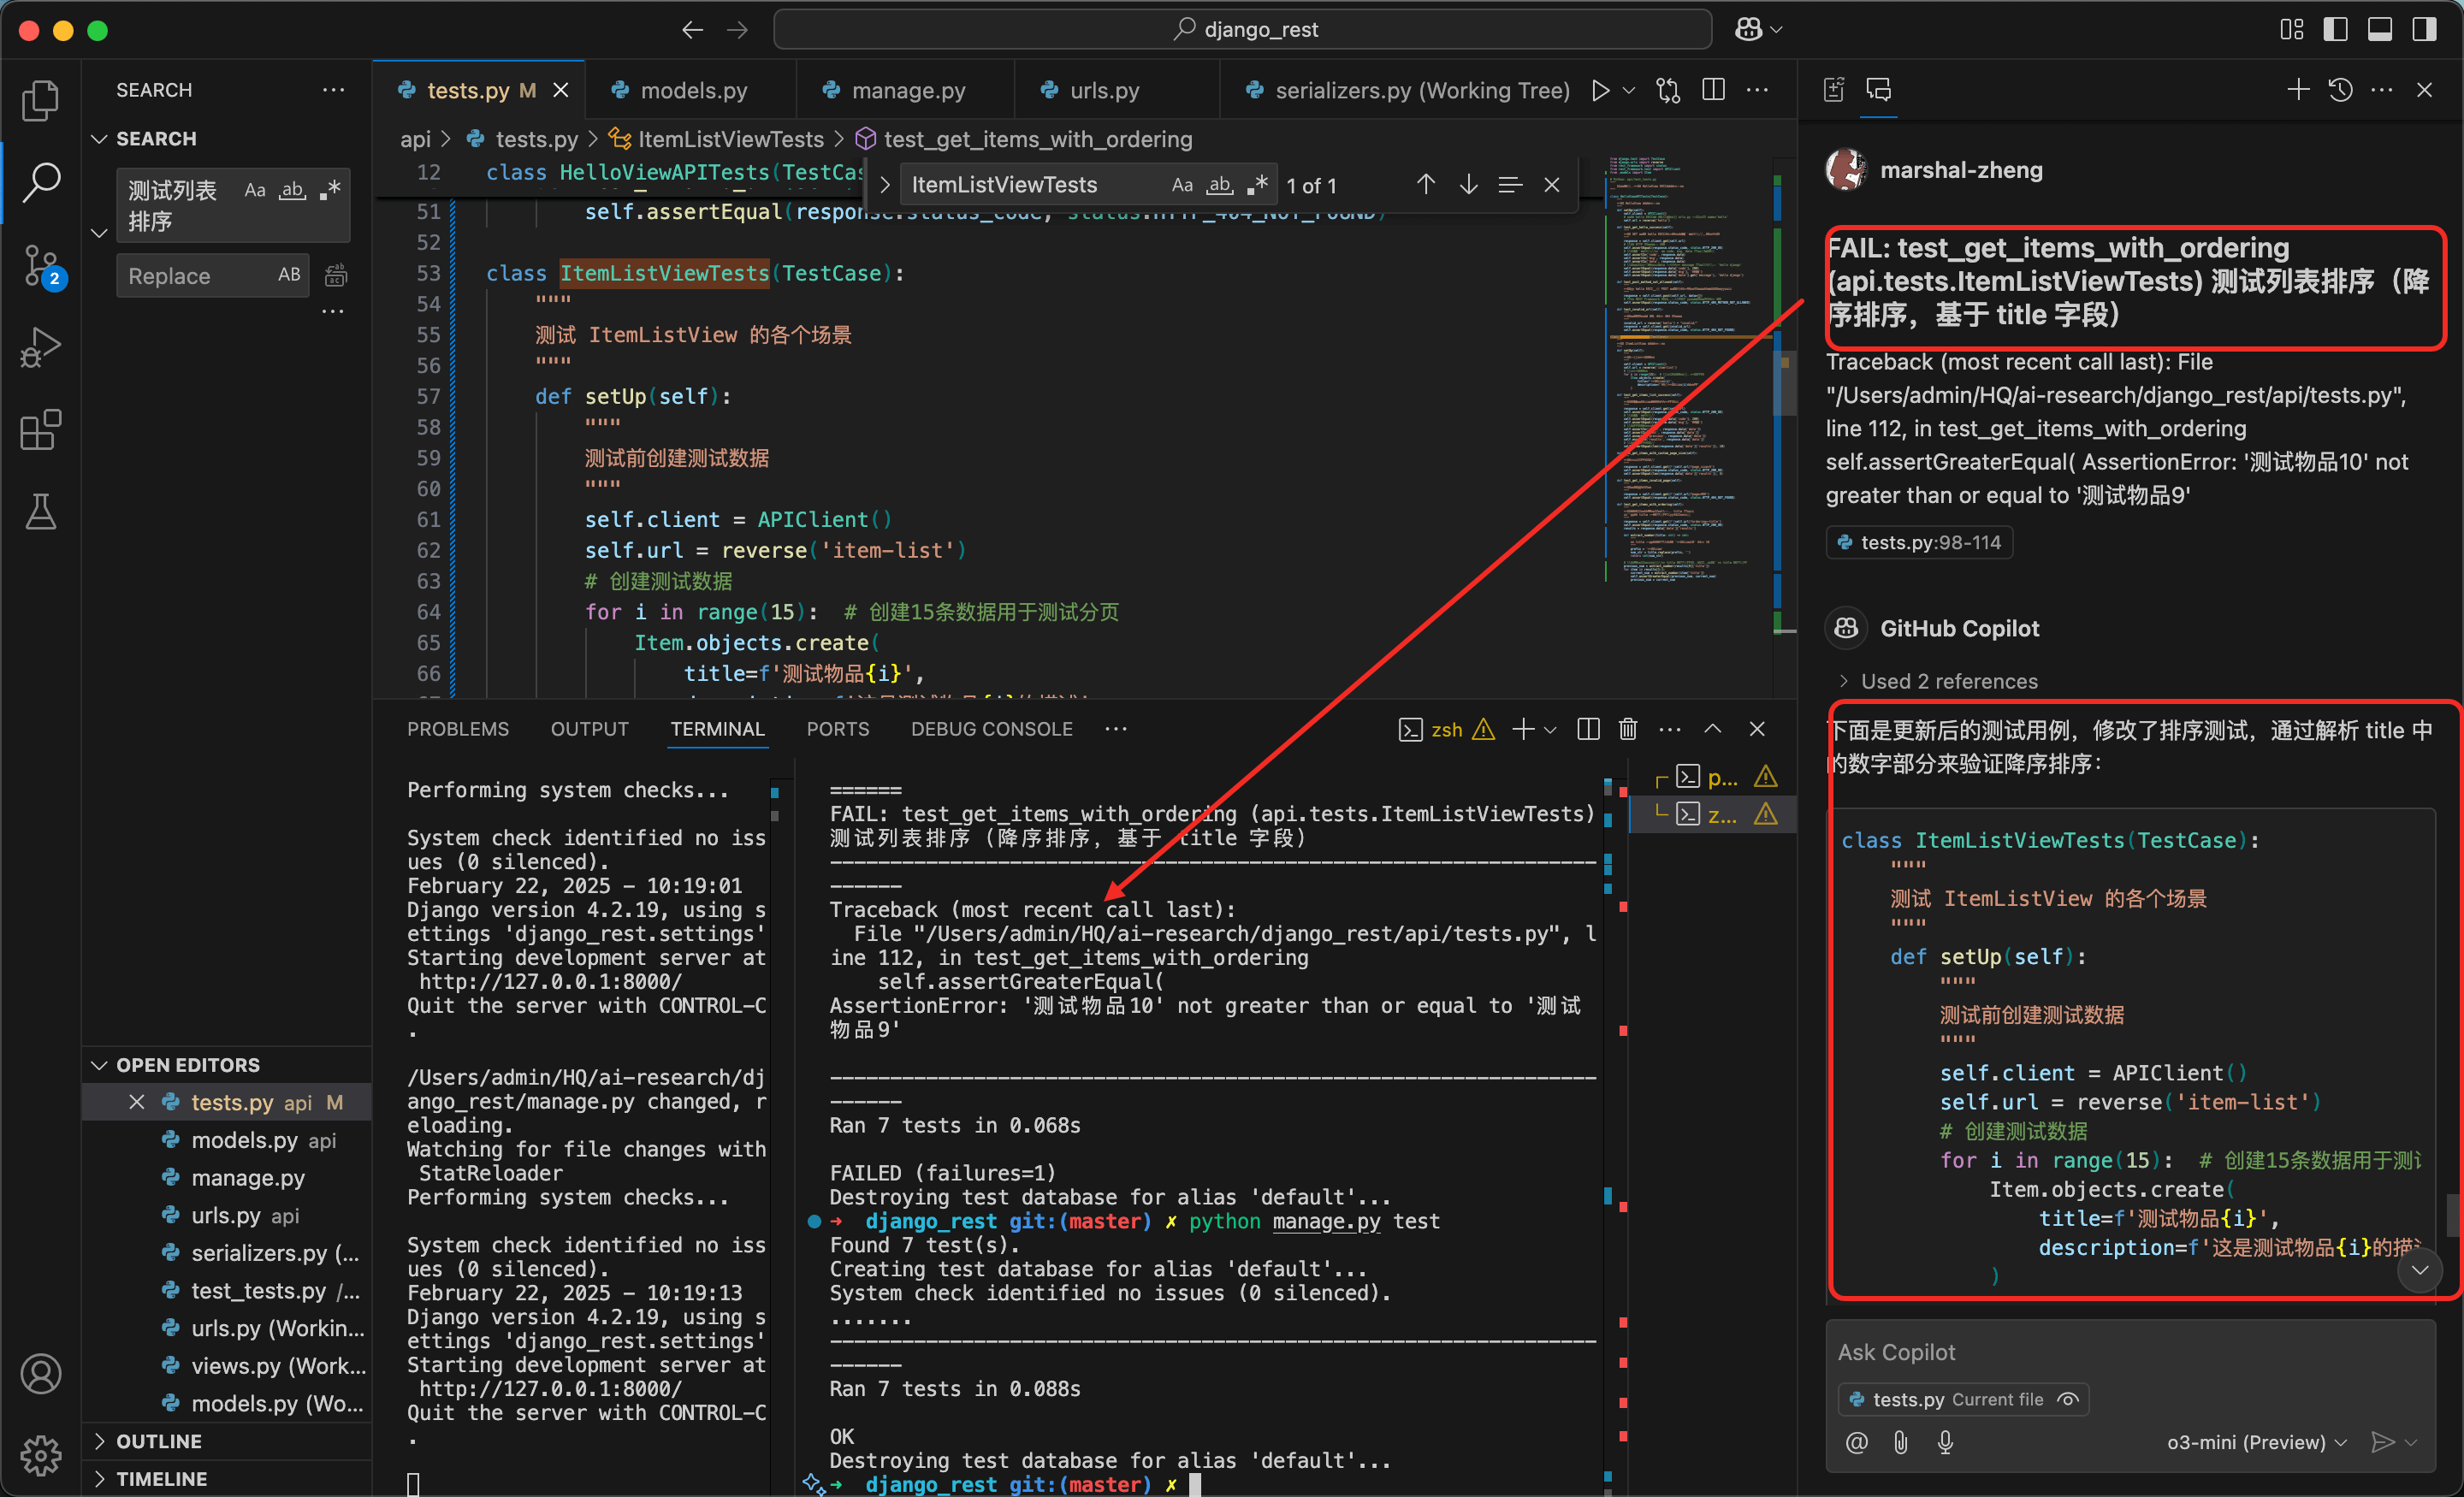 django_rest
SEARCH
SEARCH
测试列表
排序
Aa
ab
Replace
AB
2
OPEN EDITORS
tests.py api M
models.py api
manage.py
urls.py api
serializers.py (...
test_tests.py /...
urls.py (Workin...
views.py (Work...
models.py (Wo...
OUTLINE
TIMELINE
tests.py M
models.py
manage.py
urls.py
serializers.py (Working Tree)
api > tests.py > ItemListViewTests > test_get_items_with_ordering
ItemListViewTests
Aa
ab
1 of 1
12 class HelloViewAPITests(TestCas
51 self.assertEqual(response.status_code, status.HTTP_404_NOT_FOUND)
52
53 class ItemListViewTests(TestCase):
54 """
55 测试 ItemListView 的各个场景
56 """
57 def setUp(self):
58 """
59 测试前创建测试数据
60 """
61 self.client = APIClient()
62 self.url = reverse('item-list')
63 # 创建测试数据
64 for i in range(15): # 创建15条数据用于测试分页
65 Item.objects.create(
66 title=f'测试物品{i}',
PROBLEMS OUTPUT TERMINAL PORTS DEBUG CONSOLE
zsh
p...
z...
Performing system checks...
System check identified no iss
ues (0 silenced).
February 22, 2025 - 10:19:01
Django version 4.2.19, using s
ettings 'django_rest.settings'
Starting development server at
http://127.0.0.1:8000/
Quit the server with CONTROL-C
.
/Users/admin/HQ/ai-research/dj
ango_rest/manage.py changed, r
eloading.
Watching for file changes with
StatReloader
Performing system checks...
System check identified no iss
ues (0 silenced).
February 22, 2025 - 10:19:13
Django version 4.2.19, using s
ettings 'django_rest.settings'
Starting development server at
http://127.0.0.1:8000/
Quit the server with CONTROL-C
.
======
FAIL: test_get_items_with_ordering (api.tests.ItemListViewTests)
测试列表排序（降序排序，基于 title 字段）
----------------------------------------------------------------
------
Traceback (most recent call last):
File "/Users/admin/HQ/ai-research/django_rest/api/tests.py", l
ine 112, in test_get_items_with_ordering
self.assertGreaterEqual(
AssertionError: '测试物品10' not greater than or equal to '测试
物品9'
----------------------------------------------------------------
------
Ran 7 tests in 0.068s
FAILED (failures=1)
Destroying test database for alias 'default'...
➜ django_rest git:(master) ✗ python manage.py test
Found 7 test(s).
Creating test database for alias 'default'...
System check identified no issues (0 silenced).
.......
----------------------------------------------------------------
------
Ran 7 tests in 0.088s
OK
Destroying test database for alias 'default'...
➜ django_rest git:(master) ✗
marshal-zheng
FAIL: test_get_items_with_ordering
(api.tests.ItemListViewTests) 测试列表排序（降
序排序，基于 title 字段）
Traceback (most recent call last): File
"/Users/admin/HQ/ai-research/django_rest/api/tests.py",
line 112, in test_get_items_with_ordering
self.assertGreaterEqual( AssertionError: '测试物品10' not
greater than or equal to '测试物品9'
tests.py:98-114
GitHub Copilot
Used 2 references
下面是更新后的测试用例，修改了排序测试，通过解析 title 中
的数字部分来验证降序排序：
class ItemListViewTests(TestCase):
"""
测试 ItemListView 的各个场景
"""
def setUp(self):
"""
测试前创建测试数据
"""
self.client = APIClient()
self.url = reverse('item-list')
# 创建测试数据
for i in range(15): # 创建15条数据用于测
Item.objects.create(
title=f'测试物品{i}',
description=f'这是测试物品{i}的描
)
Ask Copilot
tests.py Current file
o3-mini (Preview)